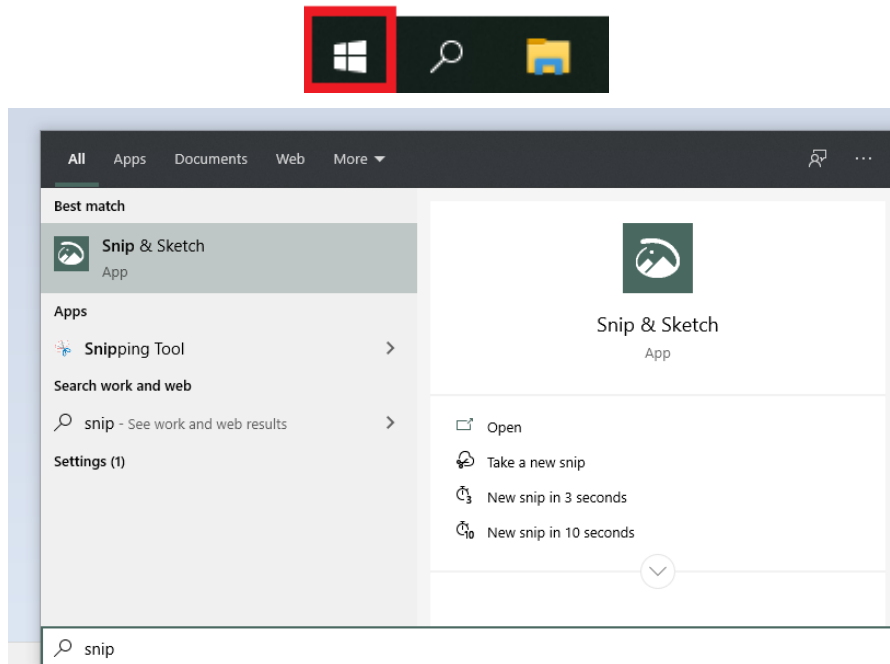 All Apps Documents Web More
Best match
Snip & Sketch
App
Apps
Snipping Tool
Search work and web
snip - See work and web results
Settings (1)
Snip & Sketch
App
Open
Take a new snip
3 New snip in 3 seconds
10 New snip in 10 seconds
snip